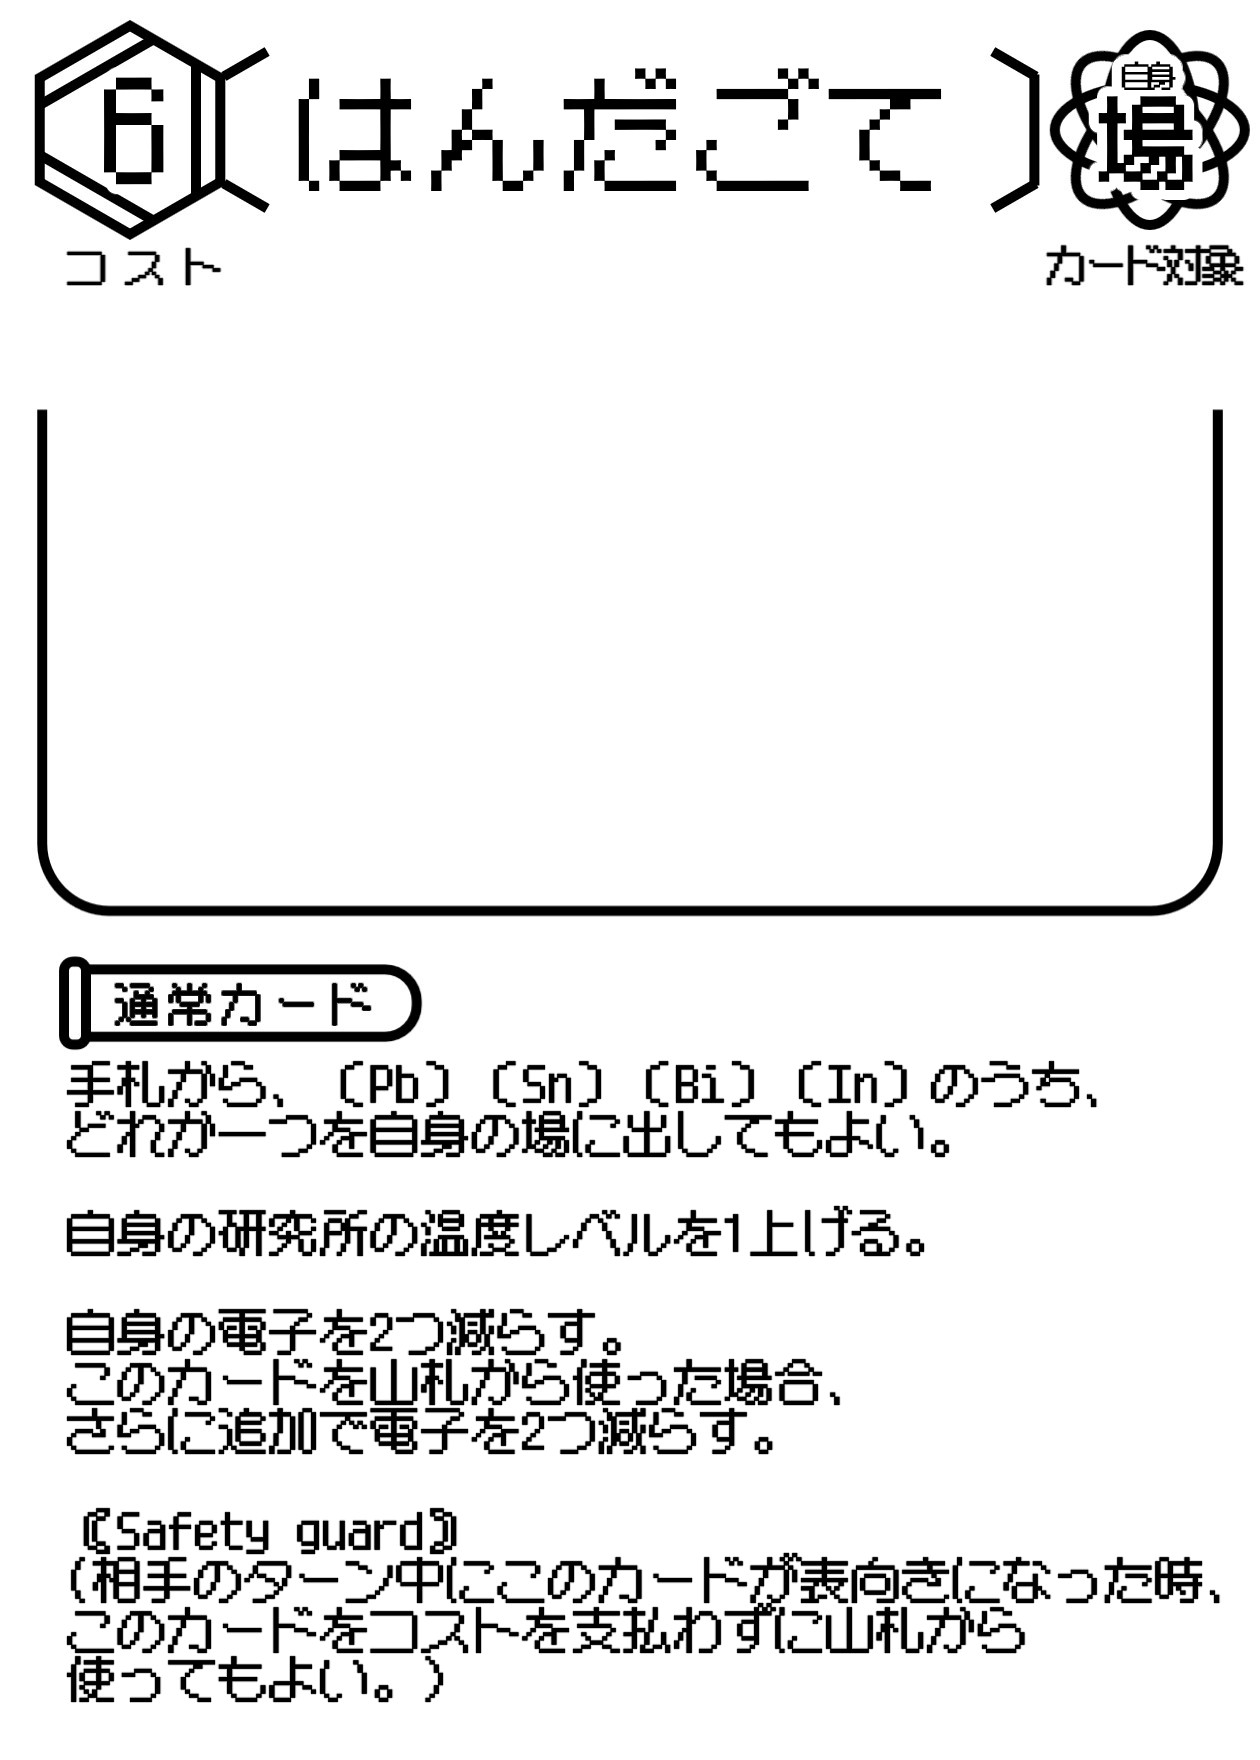 6
はんだごて
自身
場
コスト
カード対象
通常カード
手札から、〔Pb〕〔Sn〕〔Bi〕〔In〕のうち、
どれか一つを自身の場に出してもよい。
自身の研究所の温度レベルを1上げる。
自身の電子を2つ減らす。
このカードを山札から使った場合、
さらに追加で電子を2つ減らす。
〘Safety guard〙
(相手のターン中にこのカードが表向きになった時、
このカードをコストを支払わずに山札から
使ってもよい。)